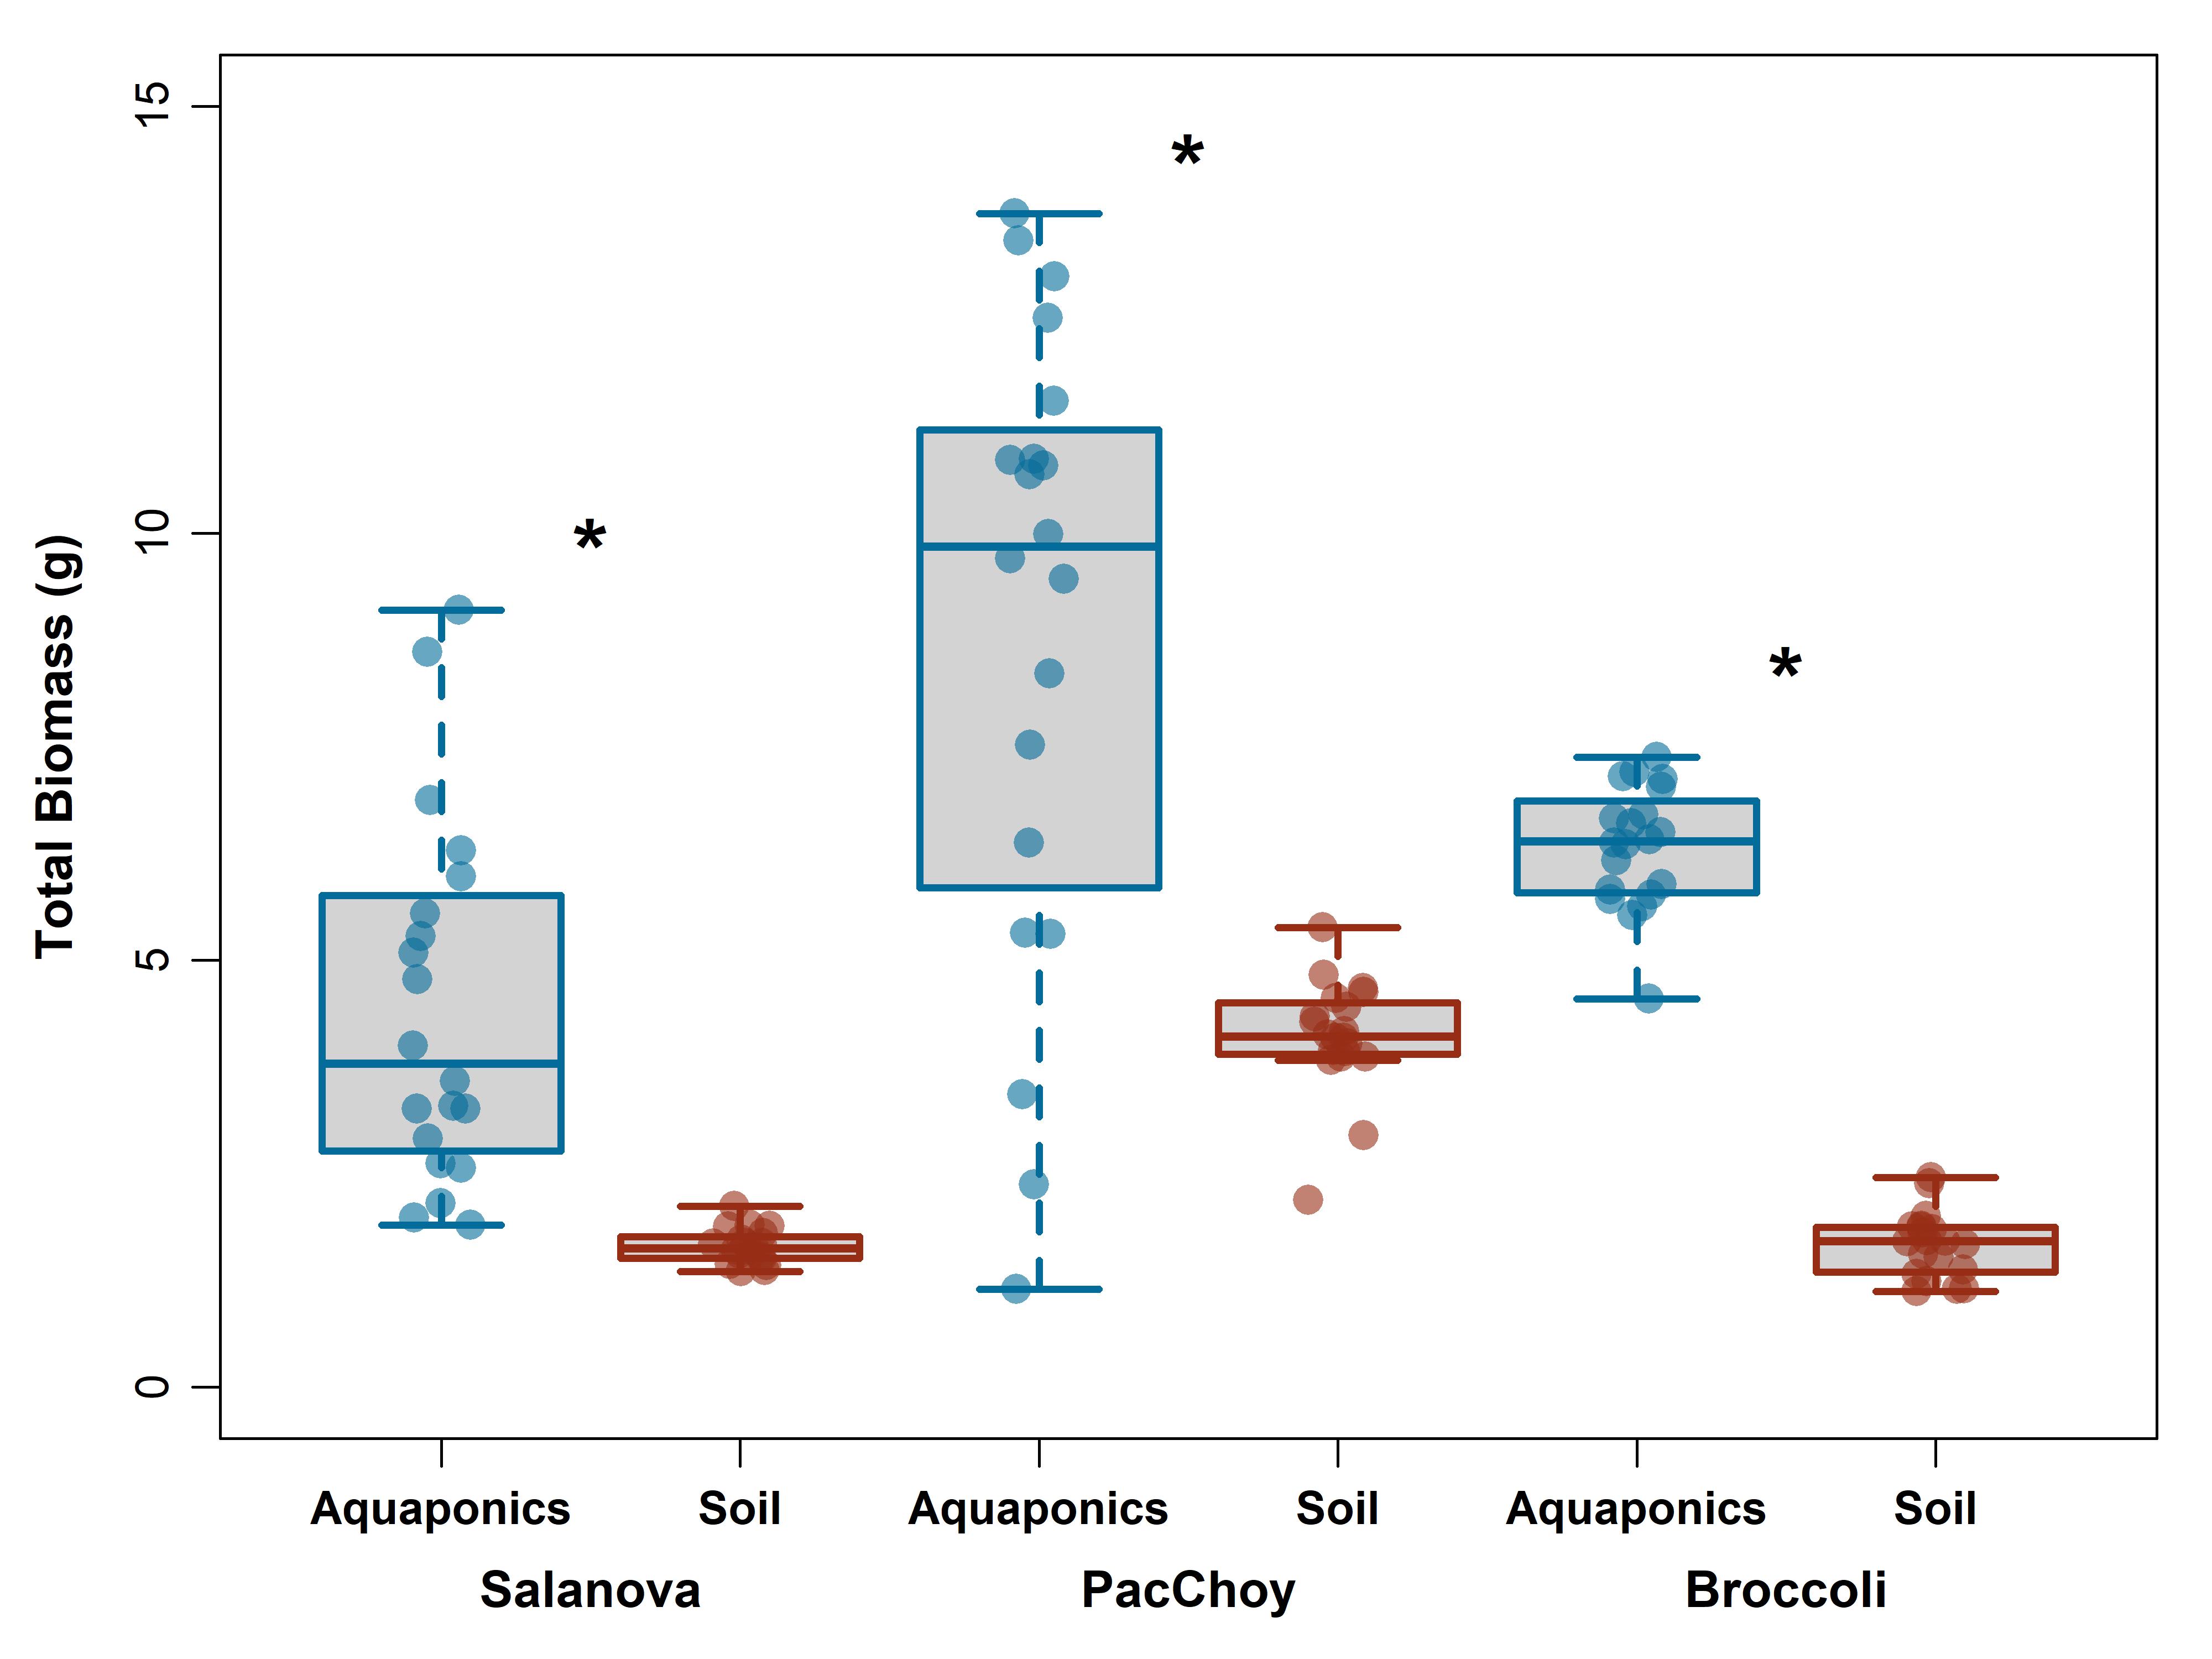 15
*
10
*
*
5
0
Total Biomass (g)
Aquaponics Soil Aquaponics Soil Aquaponics Soil
Salanova PacChoy Broccoli